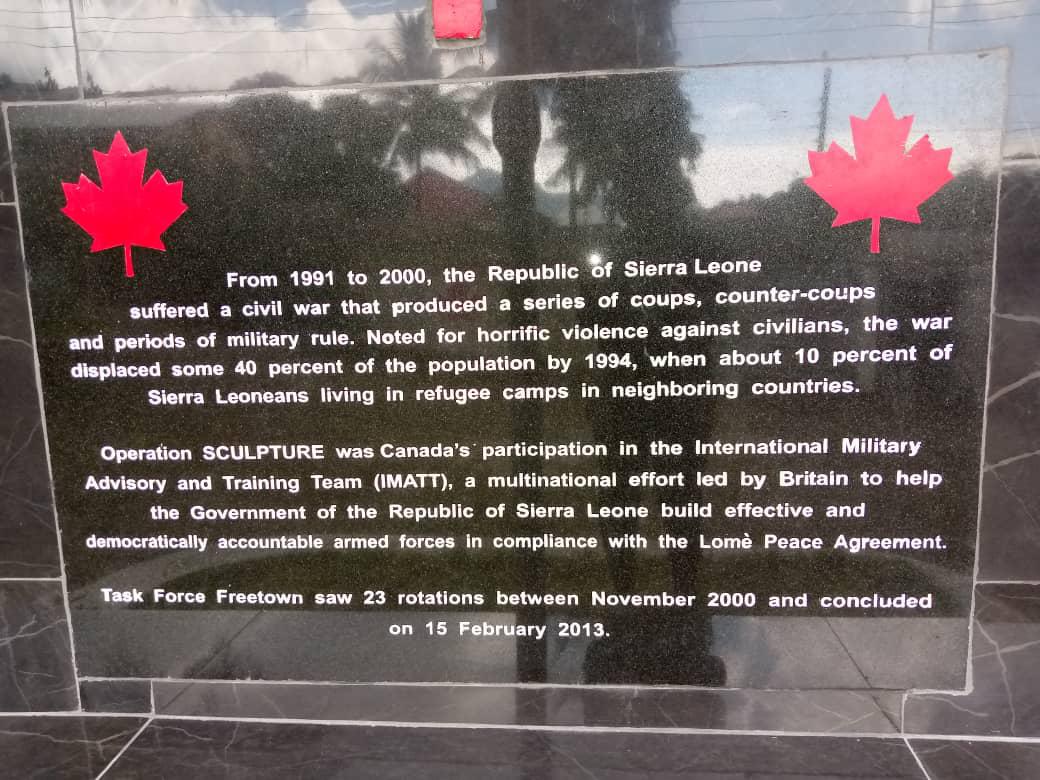 From 1991 to 2000, the Republic of Sierra Leone
suffered a civil war that produced a series of coups, counter-coups
and periods of military rule. Noted for horrific violence against civilians, the war
displaced some 40 percent of the population by 1994, when about 10 percent of
Sierra Leoneans living in refugee camps in neighboring countries.
Operation SCULPTURE was Canada's participation in the International Military
Advisory and Training Team (IMATT), a multinational effort led by Britain to help
the Government of the Republic of Sierra Leone build effective and
democratically accountable armed forces in compliance with the Lomè Peace Agreement.
Task Force Freetown saw 23 rotations between November 2000 and concluded
on 15 February 2013.